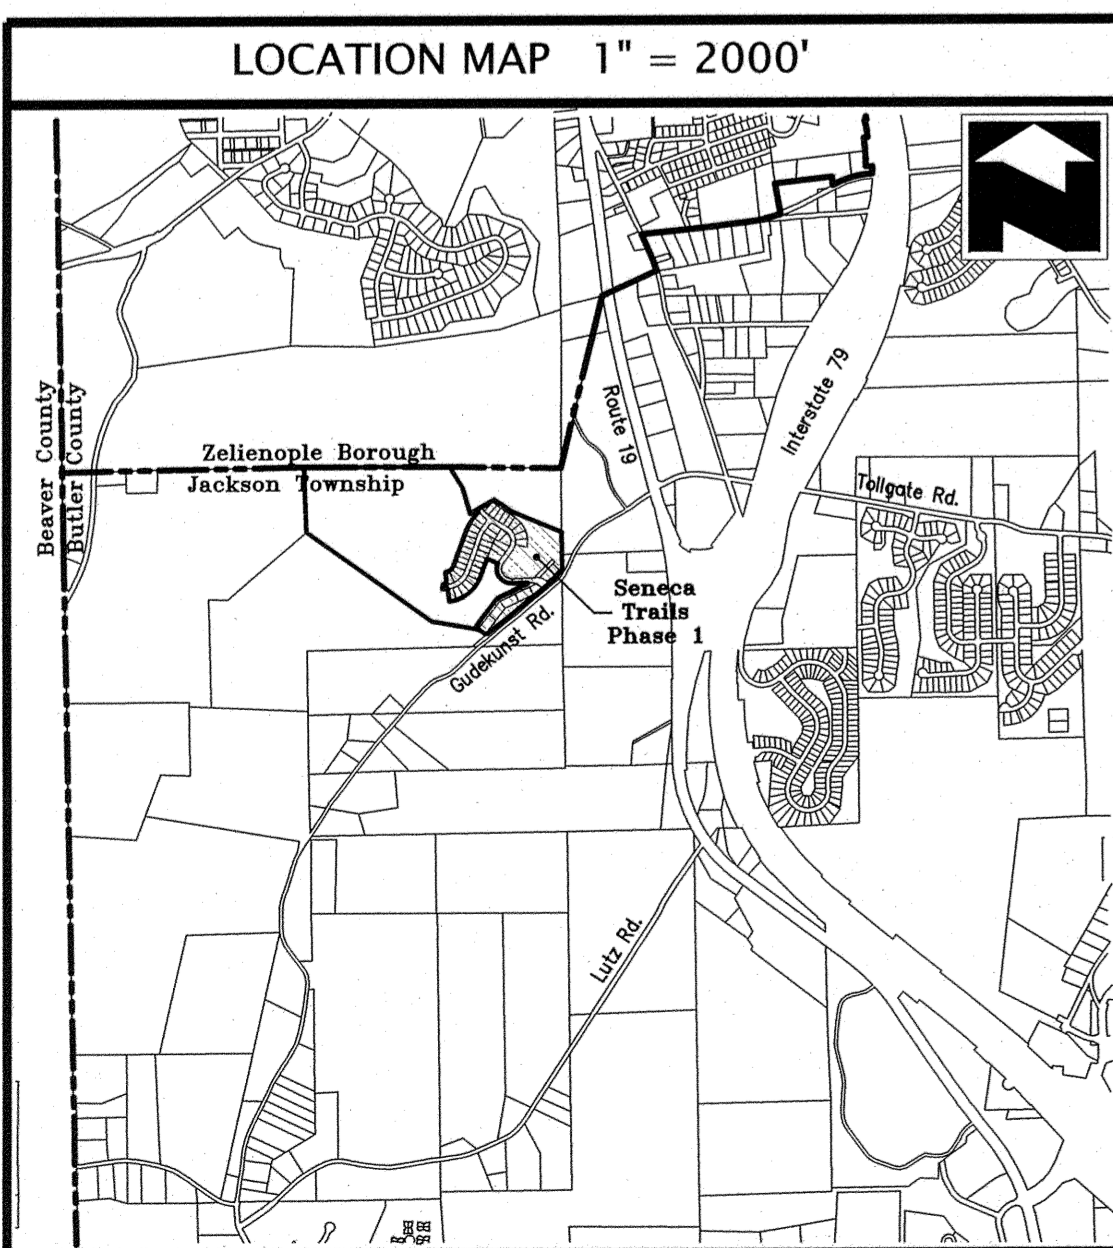 LOCATION MAP 1" = 2000'
Beaver County
Butler County
Zelienople Borough
Jackson Township
Route 19
Interstate 79
Tollgate Rd.
Seneca
Trails
Phase 1
Gudekunst Rd.
Lutz Rd.